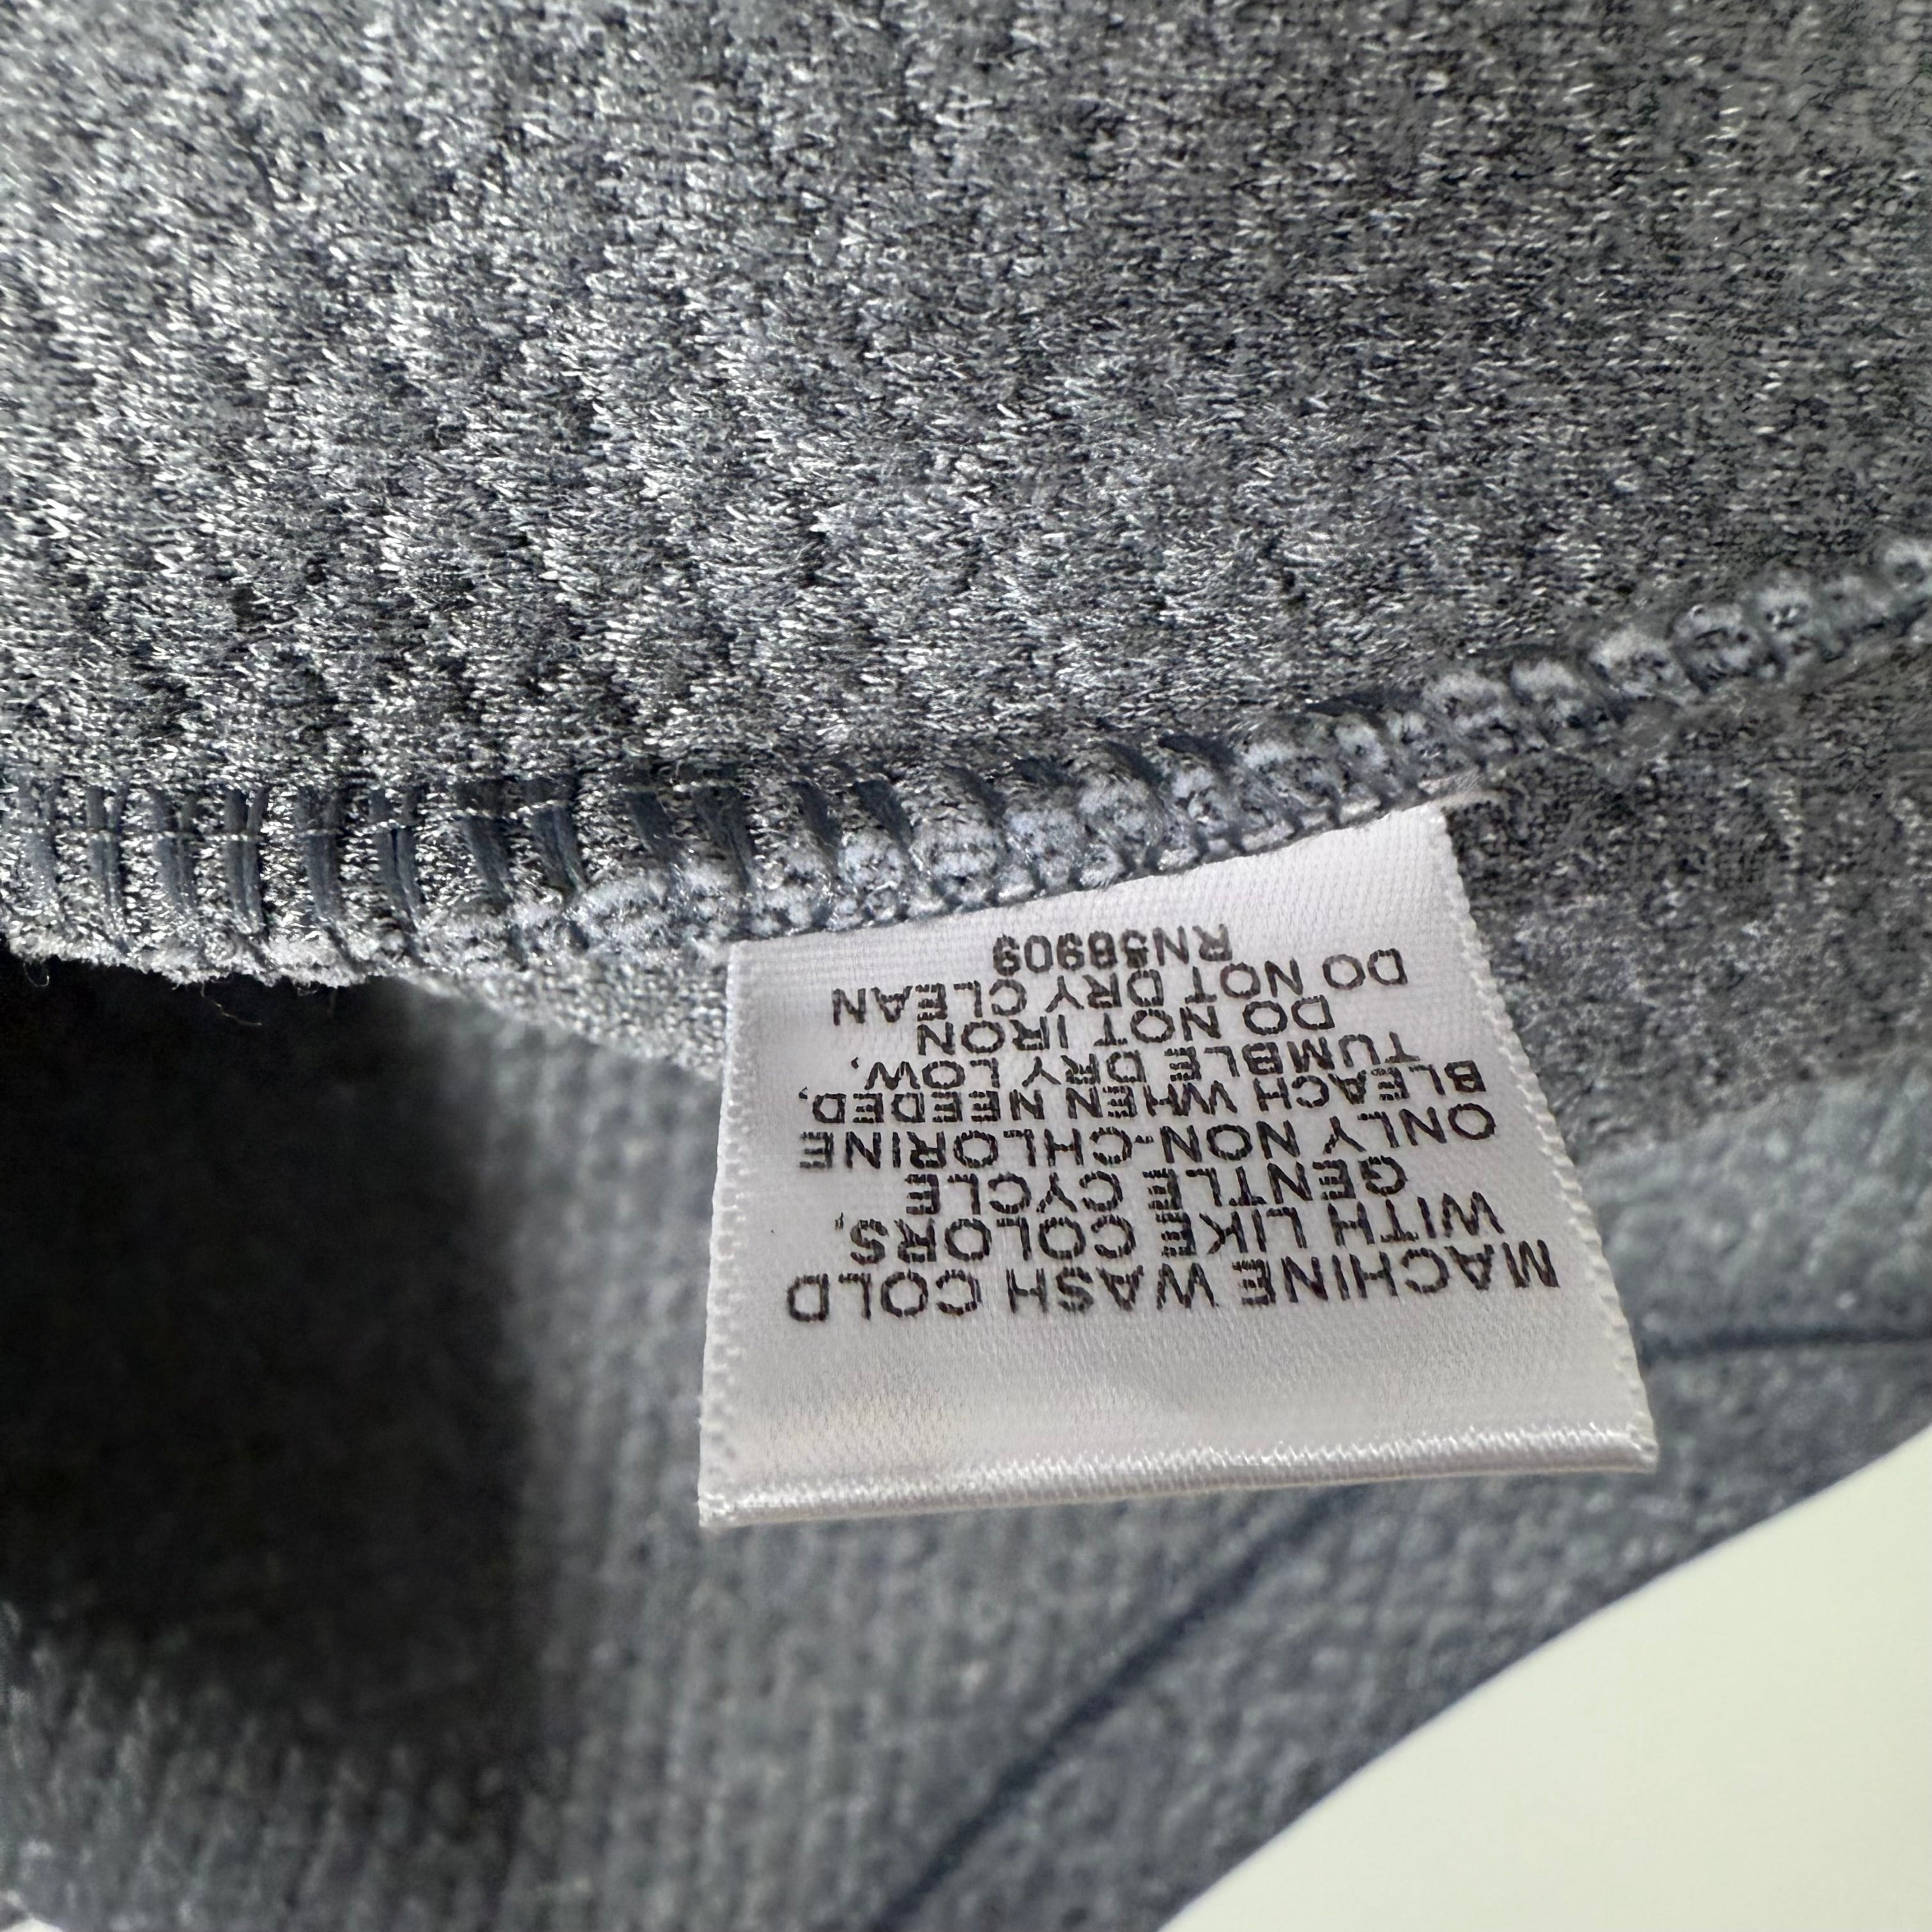 MACHINE WASH COLD
WITH LIKE COLORS,
GENTLE CYCLE
ONLY NON-CHLORINE
BLEACH WHEN NEEDED,
TUMBLE DRY LOW,
DO NOT IRON
DO NOT DRY CLEAN
RN58909